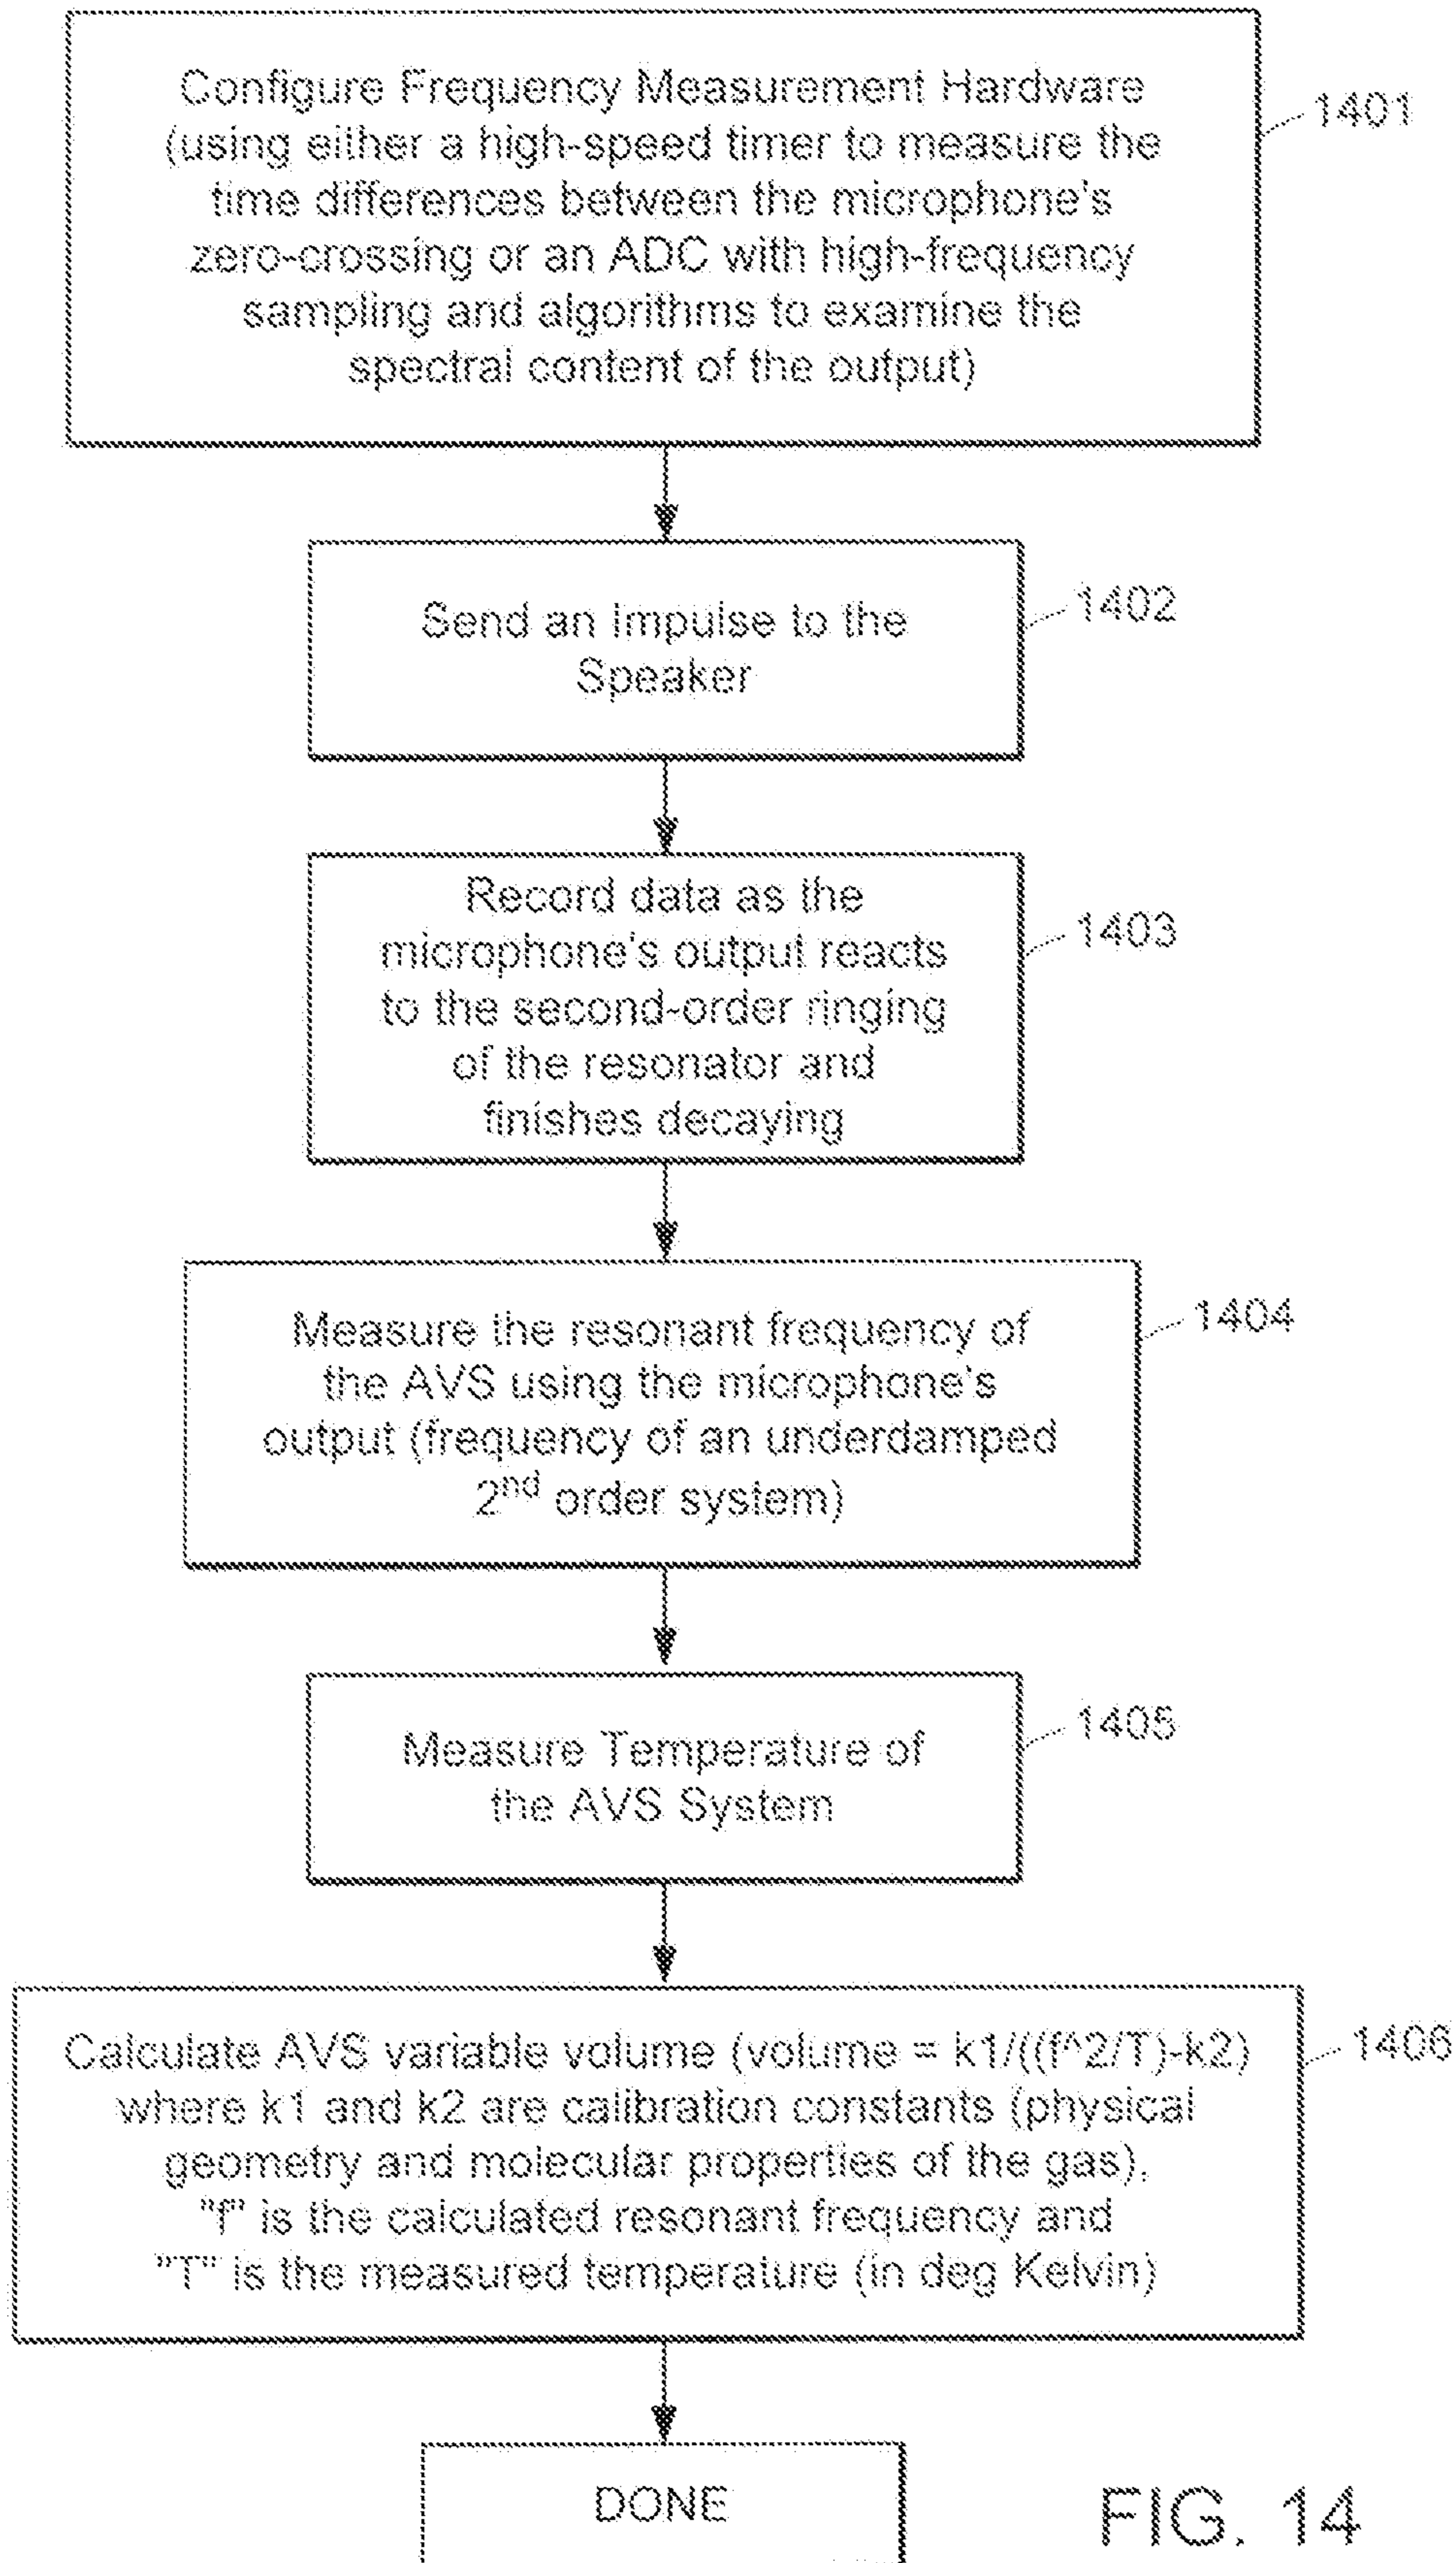 Configure Frequency Measurement Hardware
(using either a high-speed timer to measure the
time differences between the microphone's
zero-crossing or an ADC with high-frequency
sampling and algorithms to examine the
spectral content of the output)
1401
Send an Impulse to the
Speaker
1402
Record data as the
microphone's output reacts
to the second-order ringing
of the resonator and
finishes decaying
1403
Measure the resonant frequency of
the AVS using the microphone's
output (frequency of an underdamped
2nd order system)
1404
Measure Temperature of
the AVS System
1405
Calculate AVS variable volume (volume = k1/((f^2/T)-k2)
where k1 and k2 are calibration constants (physical
geometry and molecular properties of the gas),
"f" is the calculated resonant frequency and
"T" is the measured temperature (in deg Kelvin)
1406
DONE
FIG. 14